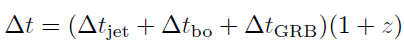 Δt = (Δt_jet + Δt_bo + Δt_GRB)(1 + z)